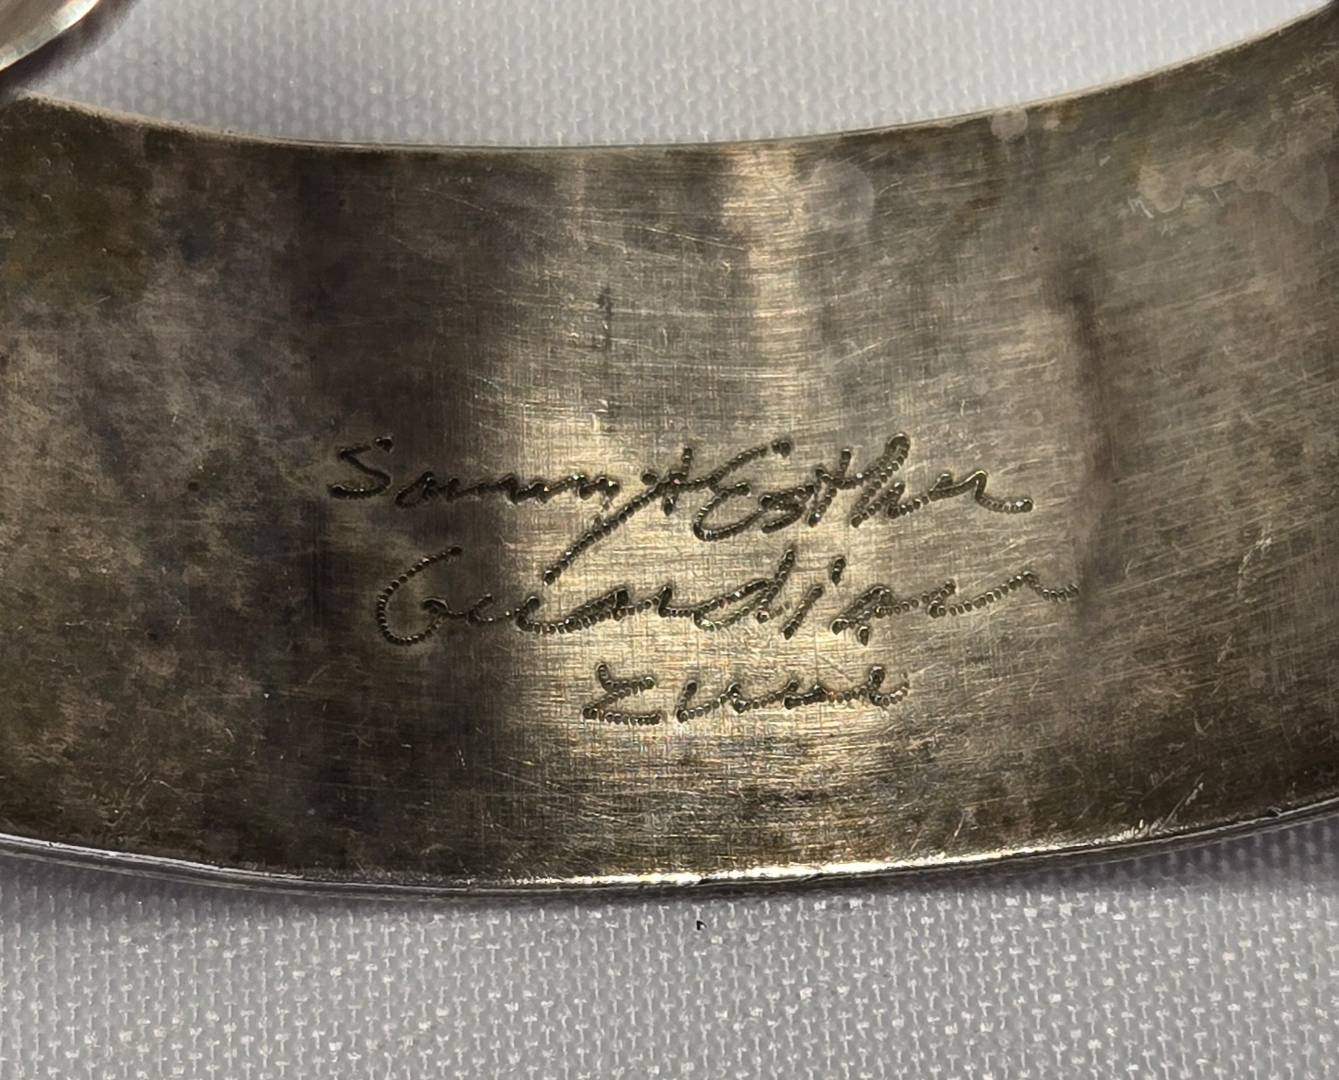 Sammy + Esther
Guardian
Zuni